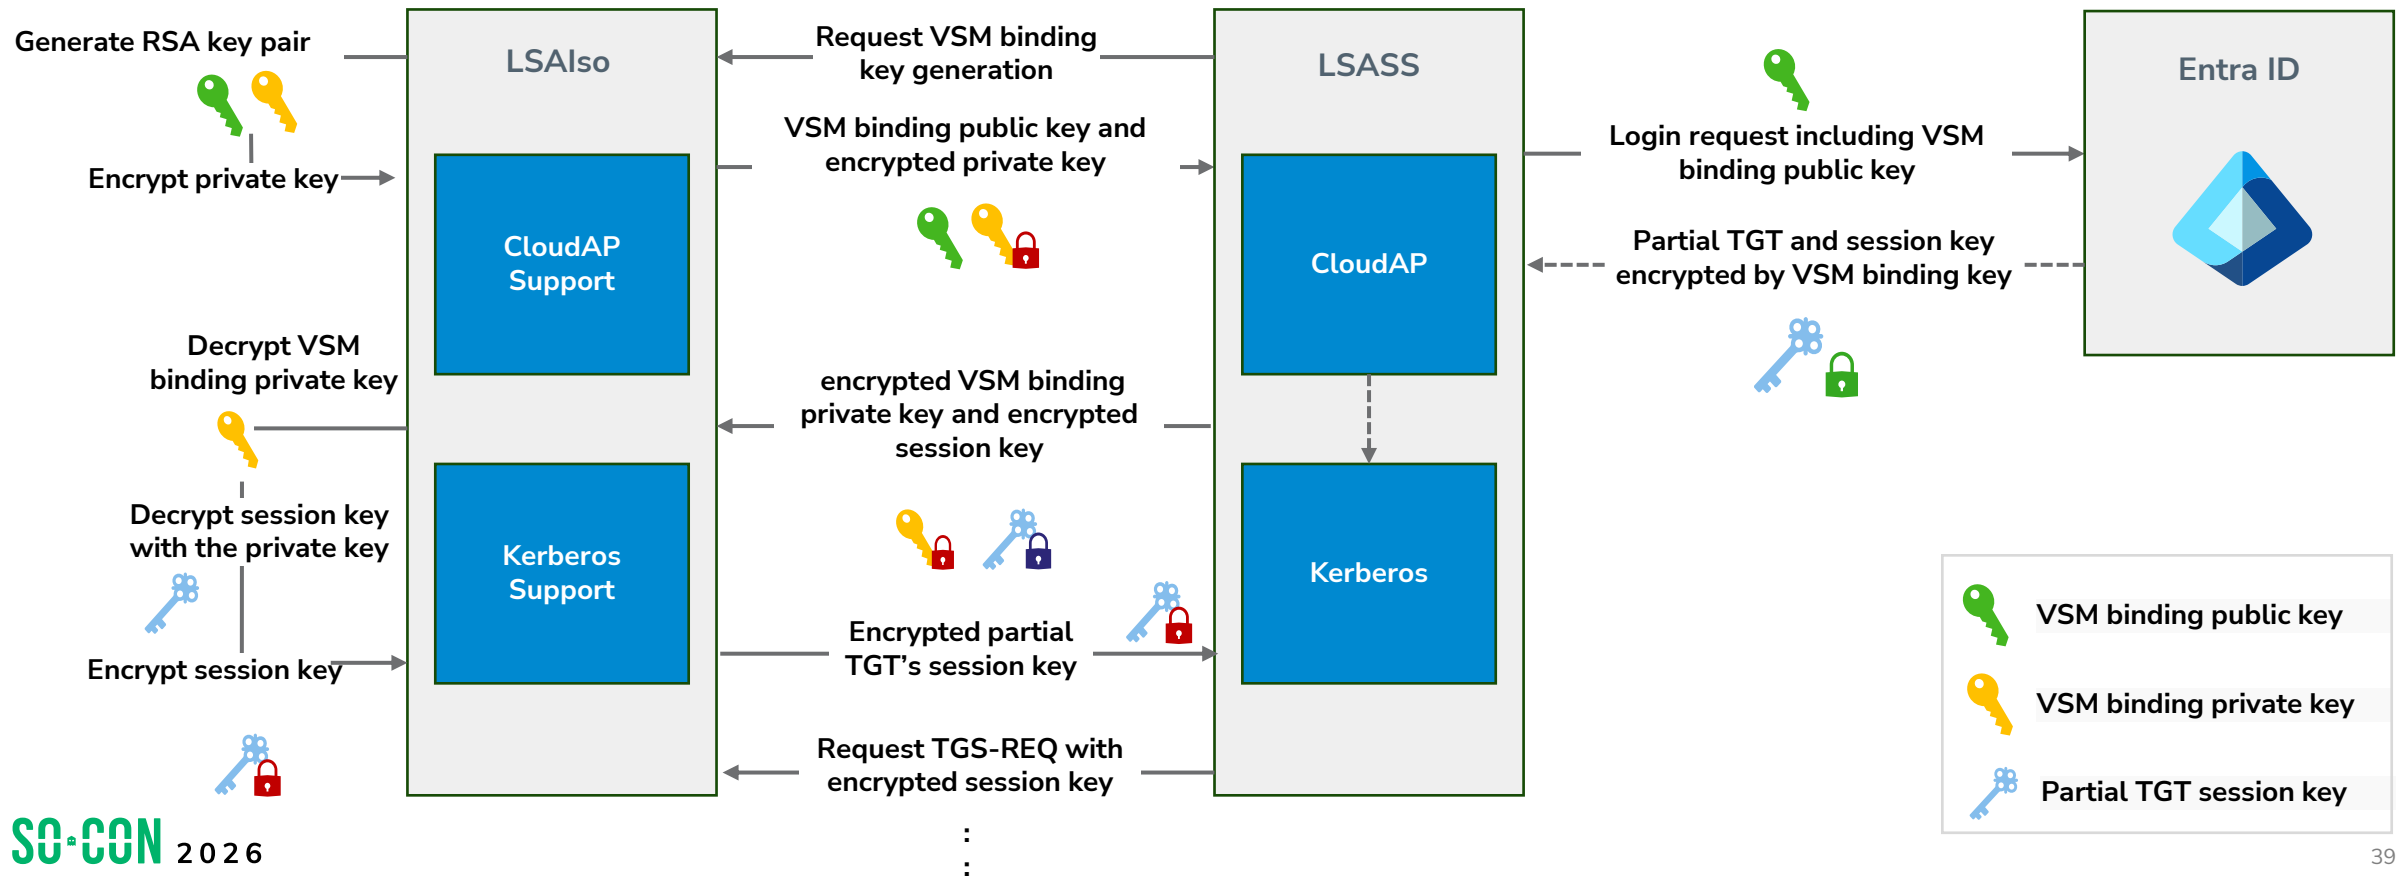 Generate RSA key pair
Encrypt private key
Decrypt VSM
binding private key
Decrypt session key
with the private key
Encrypt session key
LSAIso
CloudAP
Support
Kerberos
Support
Request VSM binding
key generation
VSM binding public key and
encrypted private key
encrypted VSM binding
private key and encrypted
session key
Encrypted partial
TGT’s session key
Request TGS-REQ with
encrypted session key
:
:
LSASS
CloudAP
Kerberos
Login request including VSM
binding public key
Partial TGT and session key
encrypted by VSM binding key
Entra ID
VSM binding public key
VSM binding private key
Partial TGT session key
SO-CON 2026
39